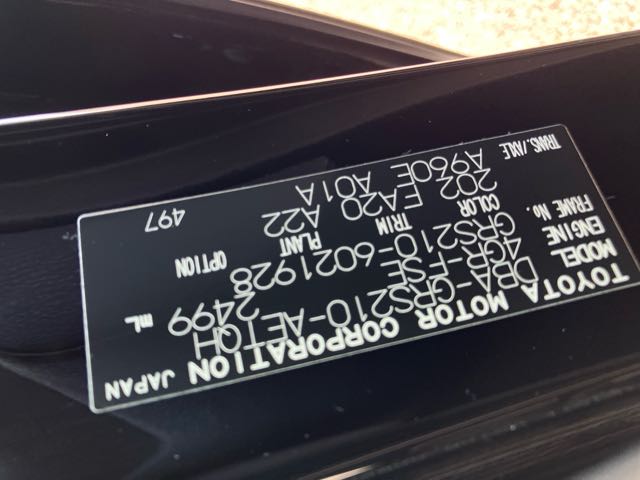 TOYOTA MOTOR CORPORATION JAPAN
MODEL DBA-GRS210-AETQH
ENGINE 4GR-FSE 2499 mL
FRAME No. GRS210-6021928
COLOR TRIM PLANT OPTION
202 EA20 A22
TRANS./AXLE A960E A01A
497